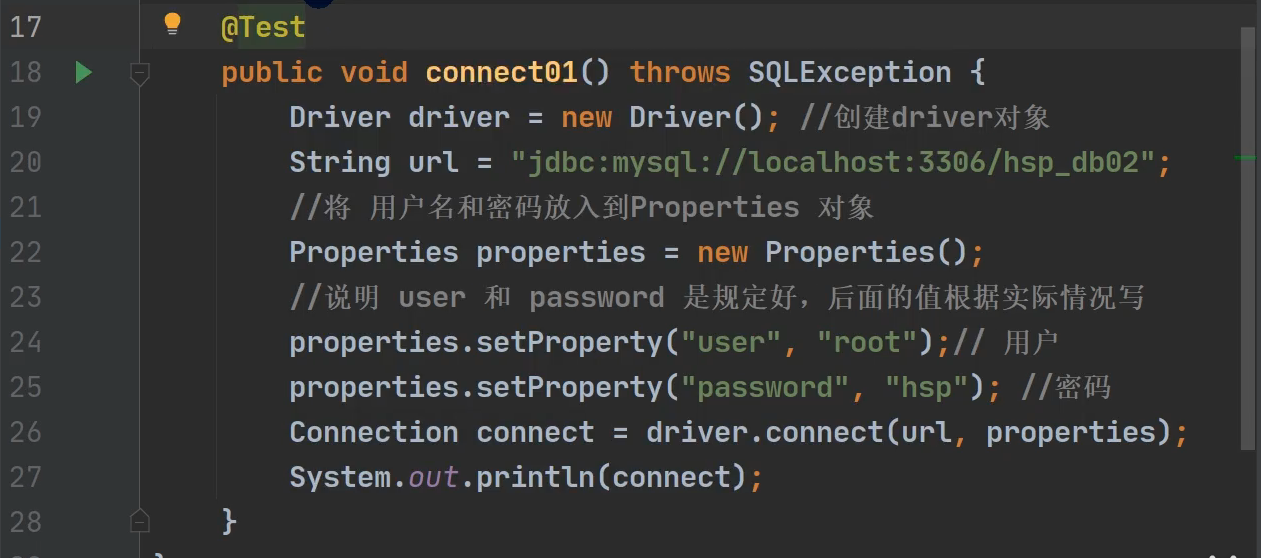 17 @Test
18 public void connect01() throws SQLException {
19 Driver driver = new Driver(); //创建driver对象
20 String url = "jdbc:mysql://localhost:3306/hsp_db02";
21 //将 用户名和密码放入到Properties 对象
22 Properties properties = new Properties();
23 //说明 user 和 password 是规定好，后面的值根据实际情况写
24 properties.setProperty("user", "root");// 用户
25 properties.setProperty("password", "hsp"); //密码
26 Connection connect = driver.connect(url, properties);
27 System.out.println(connect);
28 }